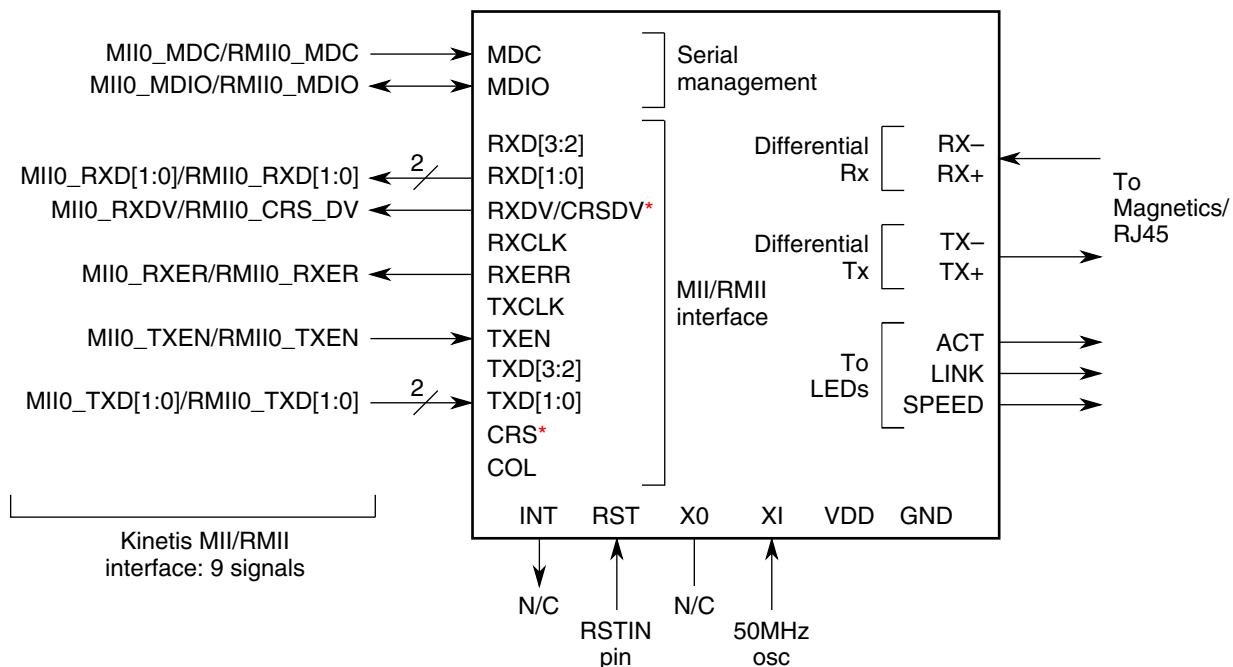 MII0_MDC/RMII0_MDC
MII0_MDIO/RMII0_MDIO
MII0_RXD[1:0]/RMII0_RXD[1:0]
2
MII0_RXDV/RMII0_CRS_DV
MII0_RXER/RMII0_RXER
MII0_TXEN/RMII0_TXEN
MII0_TXD[1:0]/RMII0_TXD[1:0]
2
Kinetis MII/RMII
interface: 9 signals
MDC
MDIO
Serial
management
RXD[3:2]
RXD[1:0]
RXDV/CRSDV*
RXCLK
RXERR
TXCLK
TXEN
TXD[3:2]
TXD[1:0]
CRS*
COL
MII/RMII
interface
Differential
Rx
RX–
RX+
Differential
Tx
TX–
TX+
To
LEDs
ACT
LINK
SPEED
To
Magnetics/
RJ45
INT
RST
X0
XI
VDD
GND
N/C
RSTIN
pin
N/C
50MHz
osc